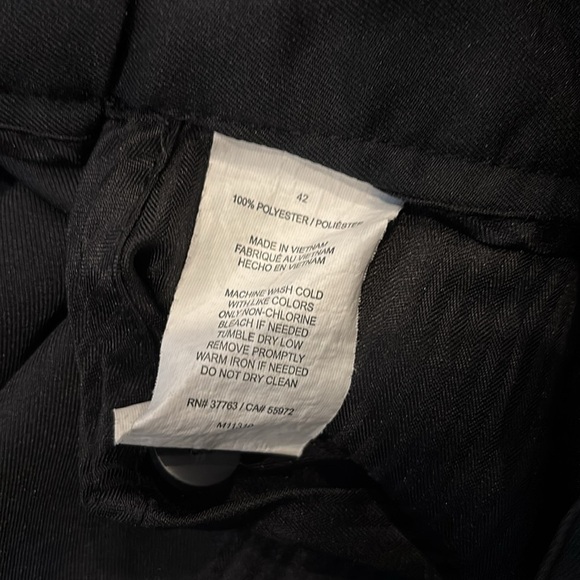 42
100% POLYESTER / POLIÉSTER
MADE IN VIETNAM
FABRIQUÉ AU VIETNAM
HECHO EN VIETNAM
MACHINE WASH COLD
WITH LIKE COLORS
ONLY NON-CHLORINE
BLEACH IF NEEDED
TUMBLE DRY LOW
REMOVE PROMPTLY
WARM IRON IF NEEDED
DO NOT DRY CLEAN
RN# 37763 / CA# 55972